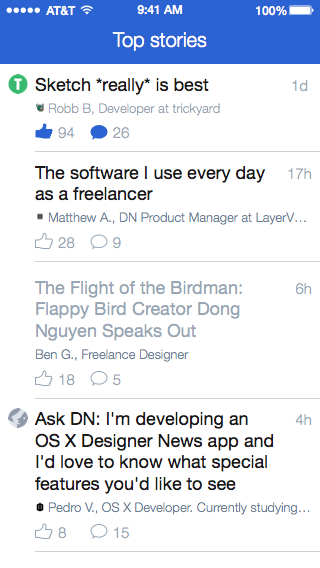 AT&T 9:41 AM 100%
Top stories
T Sketch *really* is best 1d
Robb B, Developer at trickyard
94 26
The software I use every day 17h
as a freelancer
Matthew A., DN Product Manager at LayerV...
28 9
The Flight of the Birdman: 6h
Flappy Bird Creator Dong
Nguyen Speaks Out
Ben G., Freelance Designer
18 5
Ask DN: I'm developing an 4h
OS X Designer News app and
I'd love to know what special
features you'd like to see
Pedro V., OS X Developer. Currently studying...
8 15